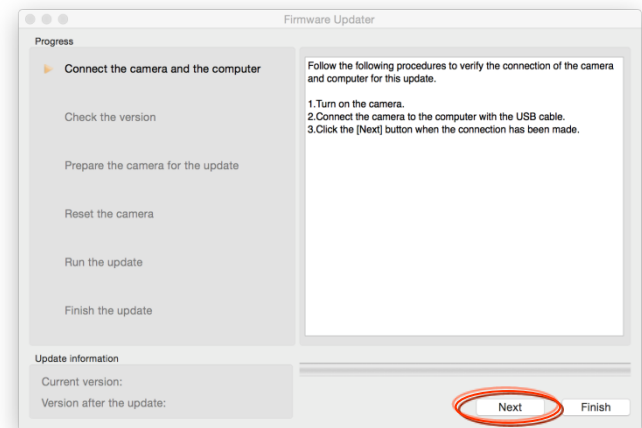 Firmware Updater
Progress
Connect the camera and the computer
Check the version
Prepare the camera for the update
Reset the camera
Run the update
Finish the update
Follow the following procedures to verify the connection of the camera
and computer for this update.
1.Turn on the camera.
2.Connect the camera to the computer with the USB cable.
3.Click the [Next] button when the connection has been made.
Update information
Current version:
Version after the update:
Next
Finish